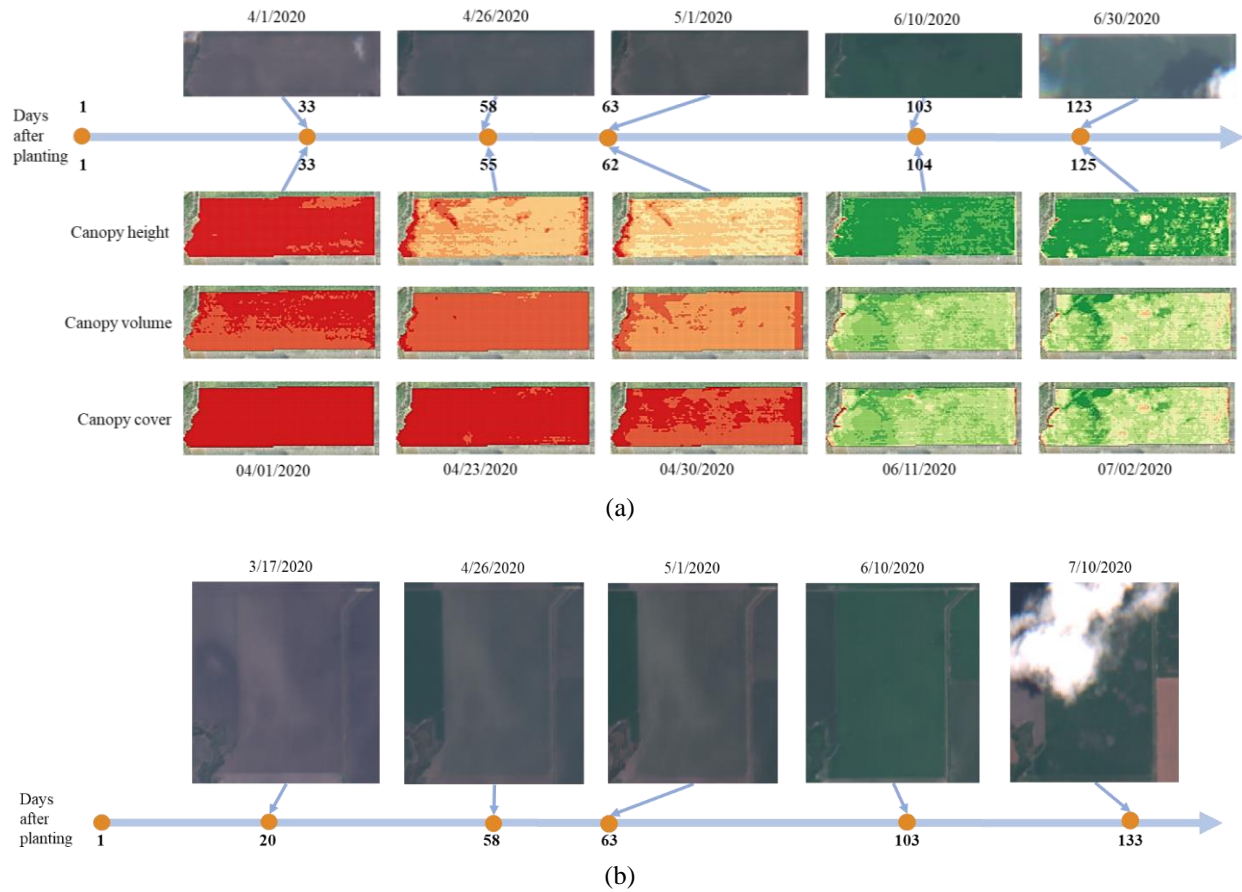 4/1/2020 4/26/2020 5/1/2020 6/10/2020 6/30/2020
Days
after
planting
1 33 58 63 103 123
1 33 55 62 104 125
Canopy height
Canopy volume
Canopy cover
04/01/2020 04/23/2020 04/30/2020 06/11/2020 07/02/2020
(a)
3/17/2020 4/26/2020 5/1/2020 6/10/2020 7/10/2020
Days
after
planting
1 20 58 63 103 133
(b)